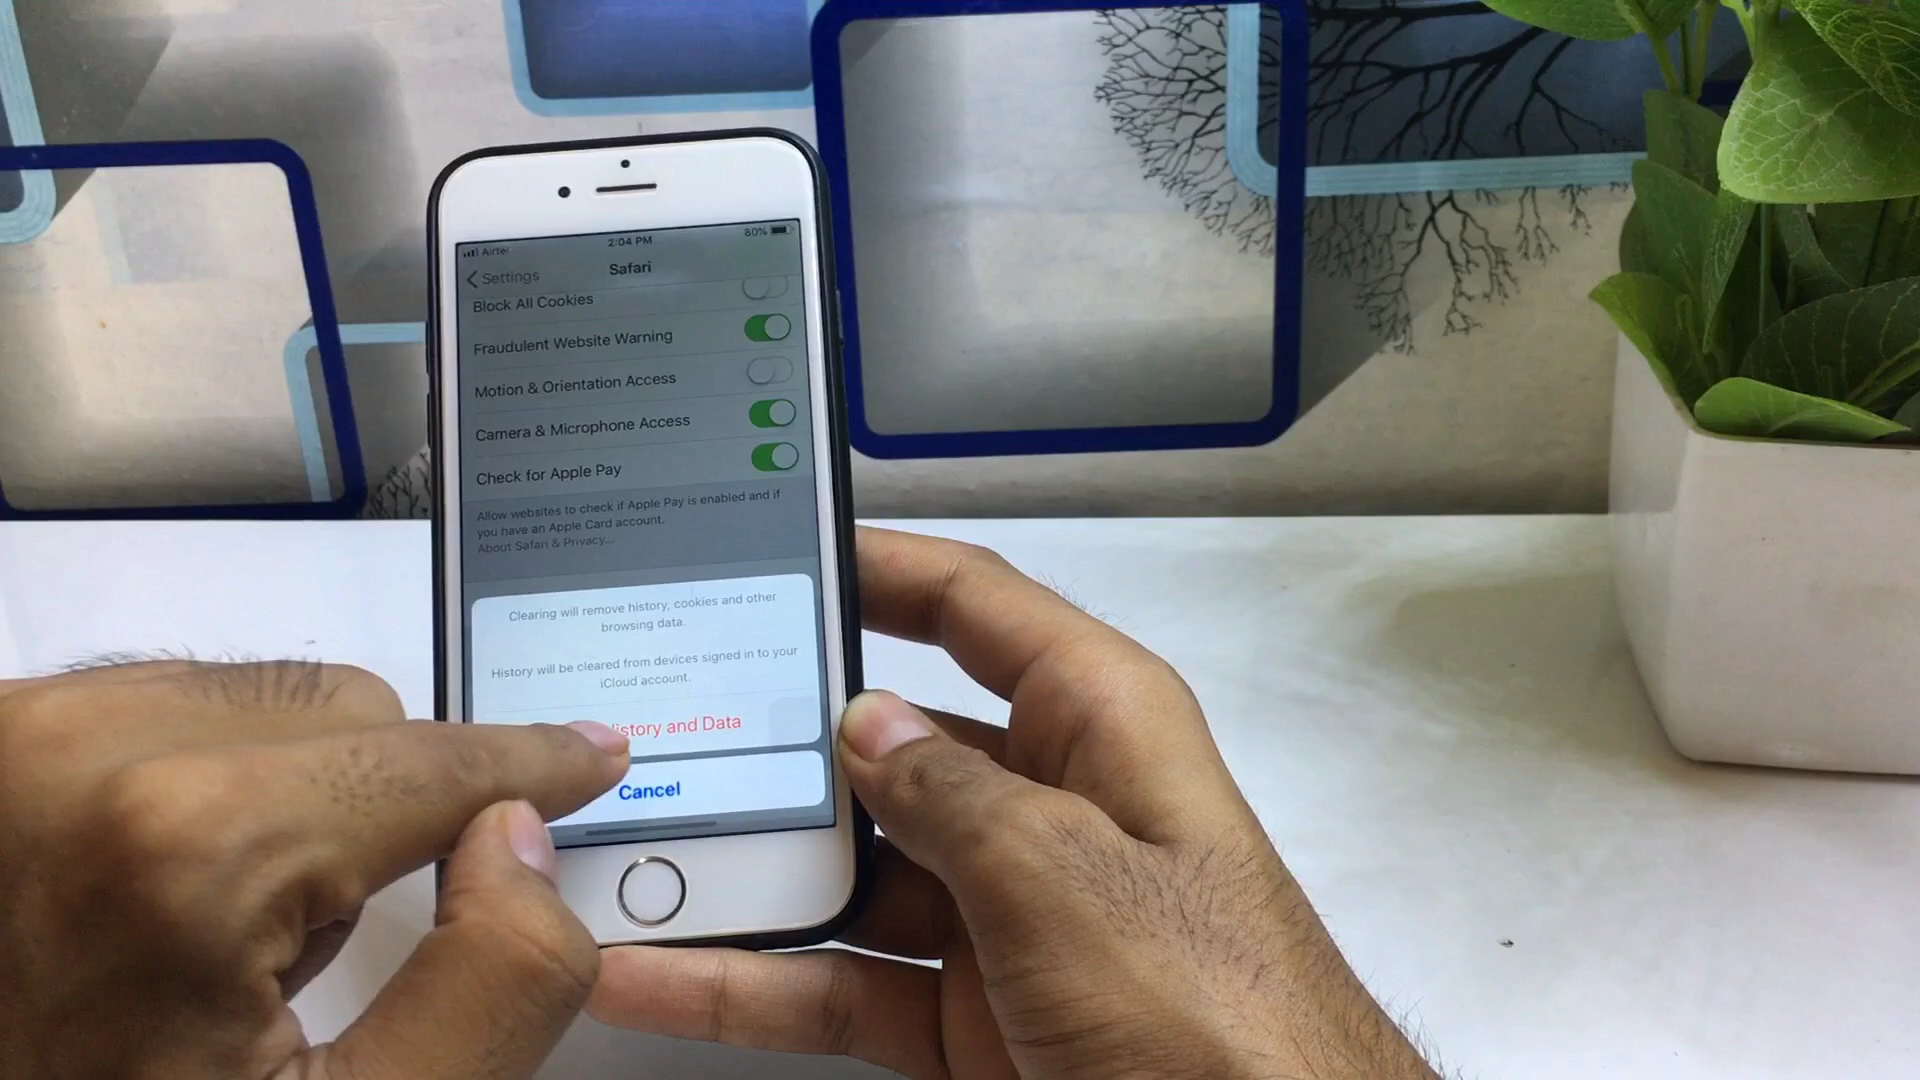 Airtel 2:04 PM 80%
Settings Safari
Block All Cookies
Fraudulent Website Warning
Motion & Orientation Access
Camera & Microphone Access
Check for Apple Pay
Allow websites to check if Apple Pay is enabled and if
you have an Apple Card account.
About Safari & Privacy...
Clearing will remove history, cookies and other
browsing data.
History will be cleared from devices signed in to your
iCloud account.
History and Data
Cancel